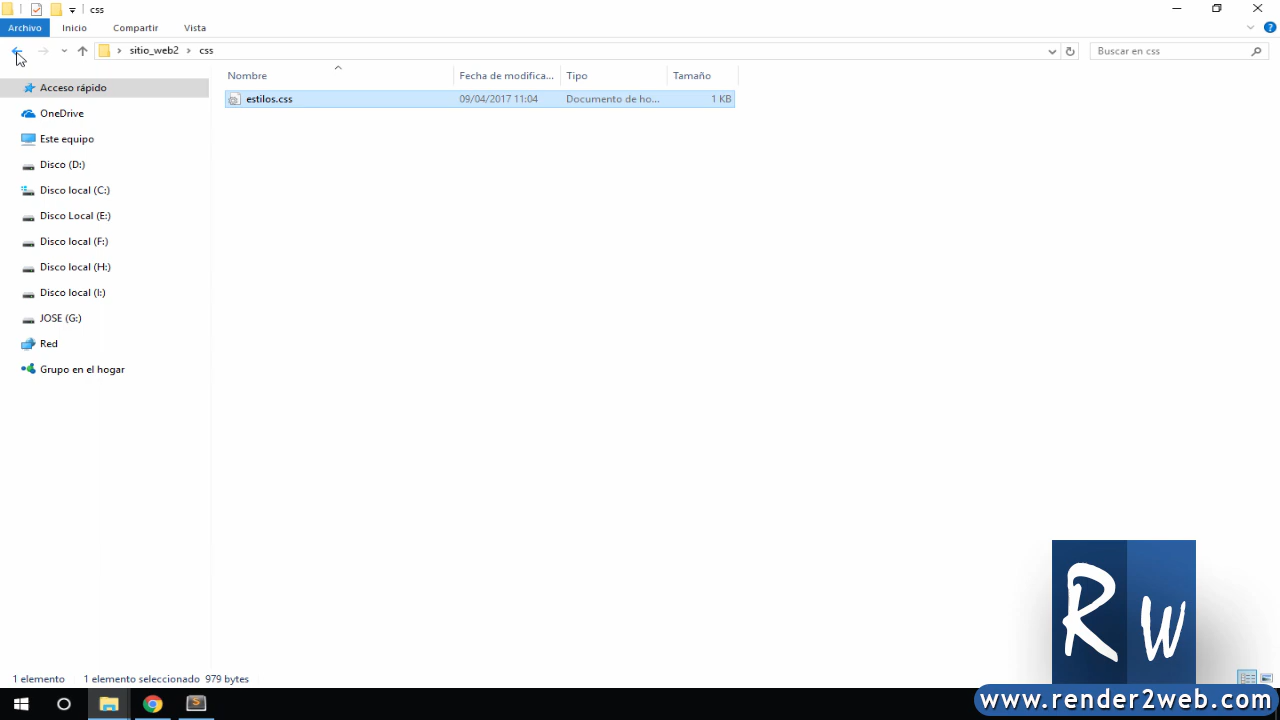 css
Archivo Inicio Compartir Vista
sitio_web2 css Buscar en css
Nombre Fecha de modifica... Tipo Tamaño
Acceso rápido
estilos.css 09/04/2017 11:04 Documento de ho... 1 KB
OneDrive
Este equipo
Disco (D:)
Disco local (C:)
Disco Local (E:)
Disco local (F:)
Disco local (H:)
Disco local (I:)
JOSE (G:)
Red
Grupo en el hogar
RW
1 elemento 1 elemento seleccionado 979 bytes
www.render2web.com